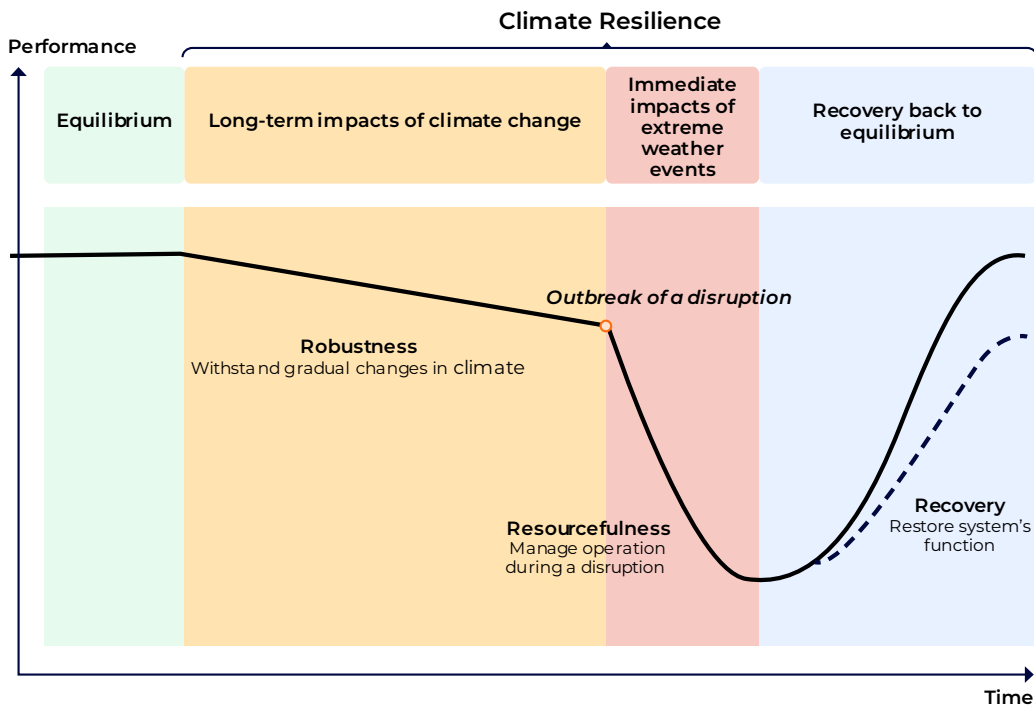 Climate Resilience
Performance
Equilibrium
Long-term impacts of climate change
Immediate
impacts of
extreme
weather
events
Recovery back to
equilibrium
Outbreak of a disruption
Robustness
Withstand gradual changes in climate
Resourcefulness
Manage operation
during a disruption
Recovery
Restore system's
function
Time